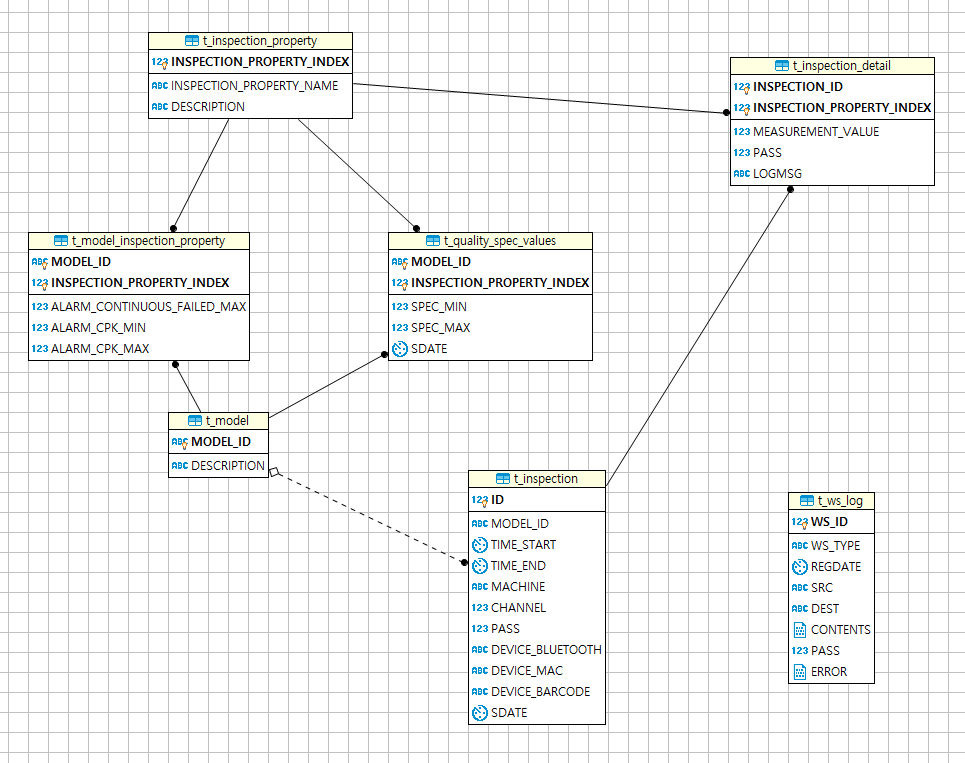 t_inspection_property
123 INSPECTION_PROPERTY_INDEX
ABC INSPECTION_PROPERTY_NAME
ABC DESCRIPTION
t_inspection_detail
123 INSPECTION_ID
123 INSPECTION_PROPERTY_INDEX
123 MEASUREMENT_VALUE
123 PASS
ABC LOGMSG
t_model_inspection_property
ABC MODEL_ID
123 INSPECTION_PROPERTY_INDEX
123 ALARM_CONTINUOUS_FAILED_MAX
123 ALARM_CPK_MIN
123 ALARM_CPK_MAX
t_quality_spec_values
ABC MODEL_ID
123 INSPECTION_PROPERTY_INDEX
123 SPEC_MIN
123 SPEC_MAX
SDATE
t_model
ABC MODEL_ID
ABC DESCRIPTION
t_inspection
123 ID
ABC MODEL_ID
TIME_START
TIME_END
ABC MACHINE
123 CHANNEL
123 PASS
ABC DEVICE_BLUETOOTH
ABC DEVICE_MAC
ABC DEVICE_BARCODE
SDATE
t_ws_log
123 WS_ID
ABC WS_TYPE
REGDATE
ABC SRC
ABC DEST
CONTENTS
123 PASS
ERROR